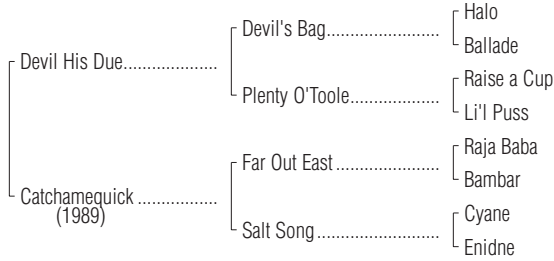 Halo
Devil's Bag
Ballade
Devil His Due
Raise a Cup
Plenty O'Toole
Li'l Puss
Raja Baba
Far Out East
Bambar
Catchamequick
(1989)
Cyane
Salt Song
Enidne